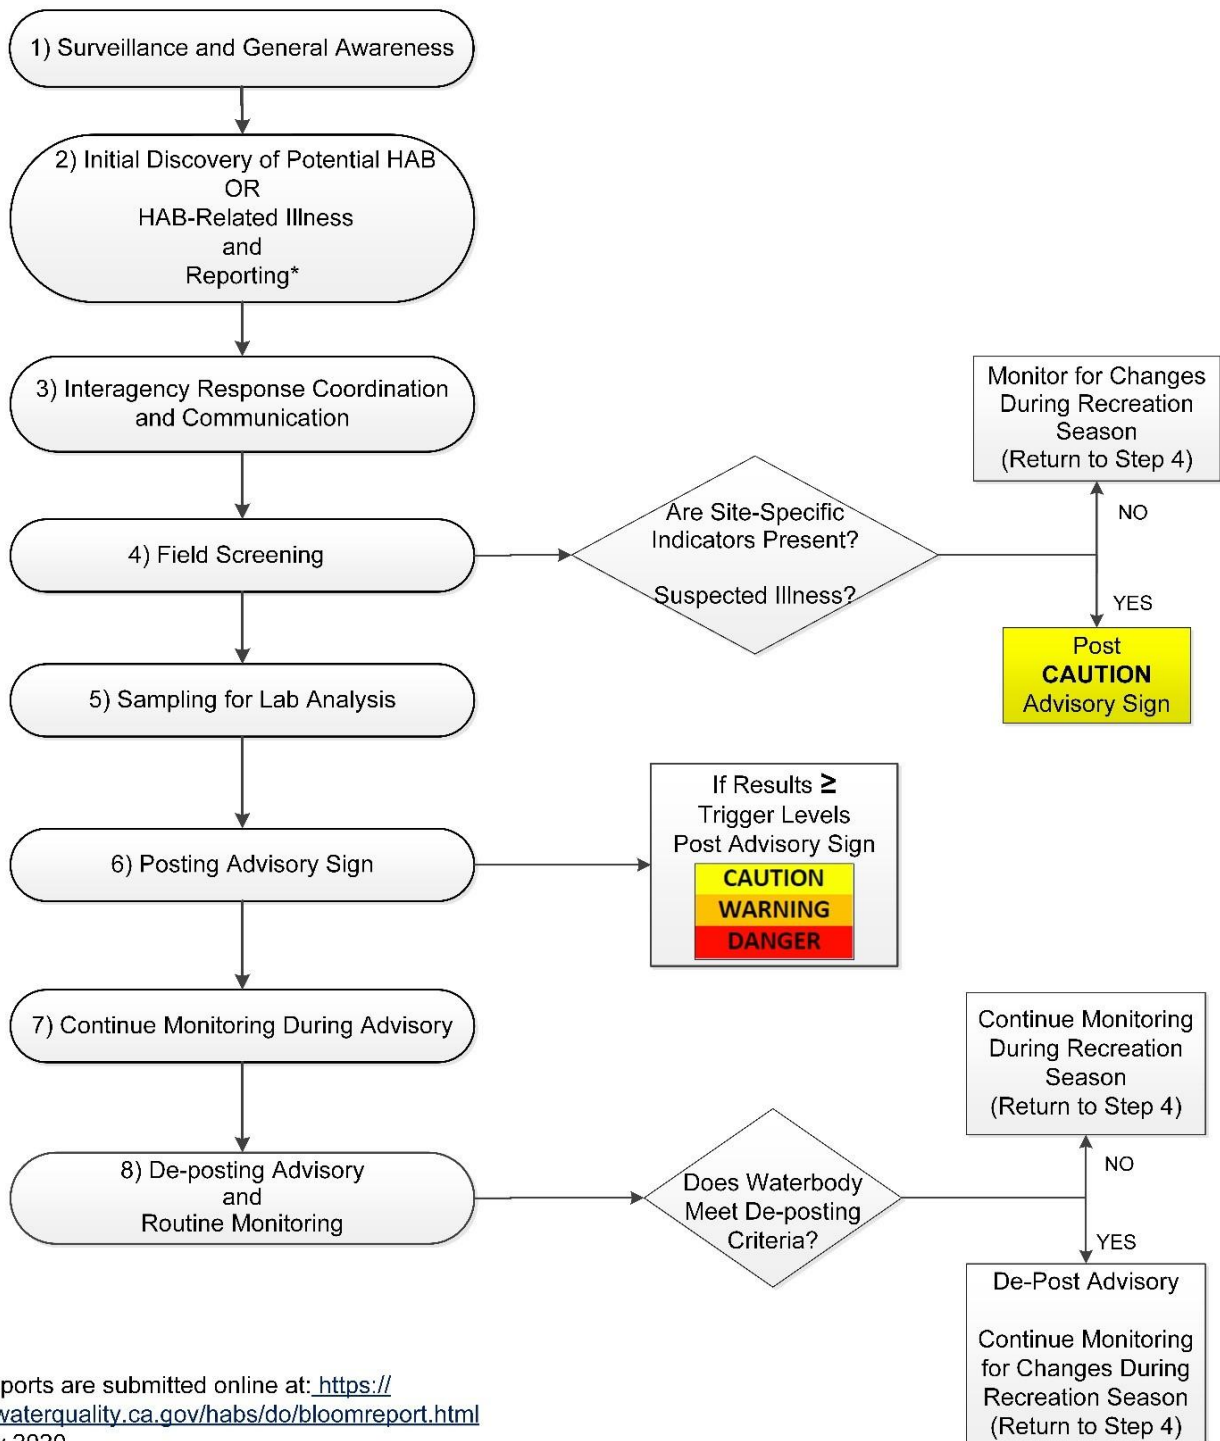 1) Surveillance and General Awareness
2) Initial Discovery of Potential HAB
OR
HAB-Related Illness
and
Reporting*
3) Interagency Response Coordination
and Communication
4) Field Screening
Are Site-Specific
Indicators Present?
Suspected Illness?
Monitor for Changes
During Recreation
Season
(Return to Step 4)
NO
YES
Post
CAUTION
Advisory Sign
5) Sampling for Lab Analysis
6) Posting Advisory Sign
If Results ≥
Trigger Levels
Post Advisory Sign
CAUTION
WARNING
DANGER
7) Continue Monitoring During Advisory
8) De-posting Advisory
and
Routine Monitoring
Does Waterbody
Meet De-posting
Criteria?
Continue Monitoring
During Recreation
Season
(Return to Step 4)
NO
YES
De-Post Advisory
Continue Monitoring
for Changes During
Recreation Season
(Return to Step 4)
ports are submitted online at: https://
waterquality.ca.gov/habs/do/bloomreport.html